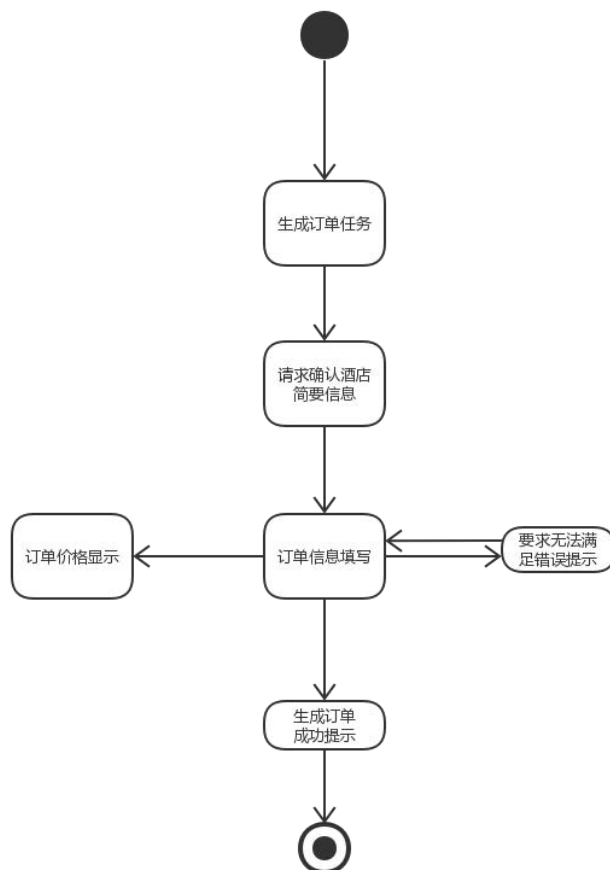 生成订单任务
请求确认酒店
简要信息
订单价格显示
订单信息填写
要求无法满
足错误提示
生成订单
成功提示